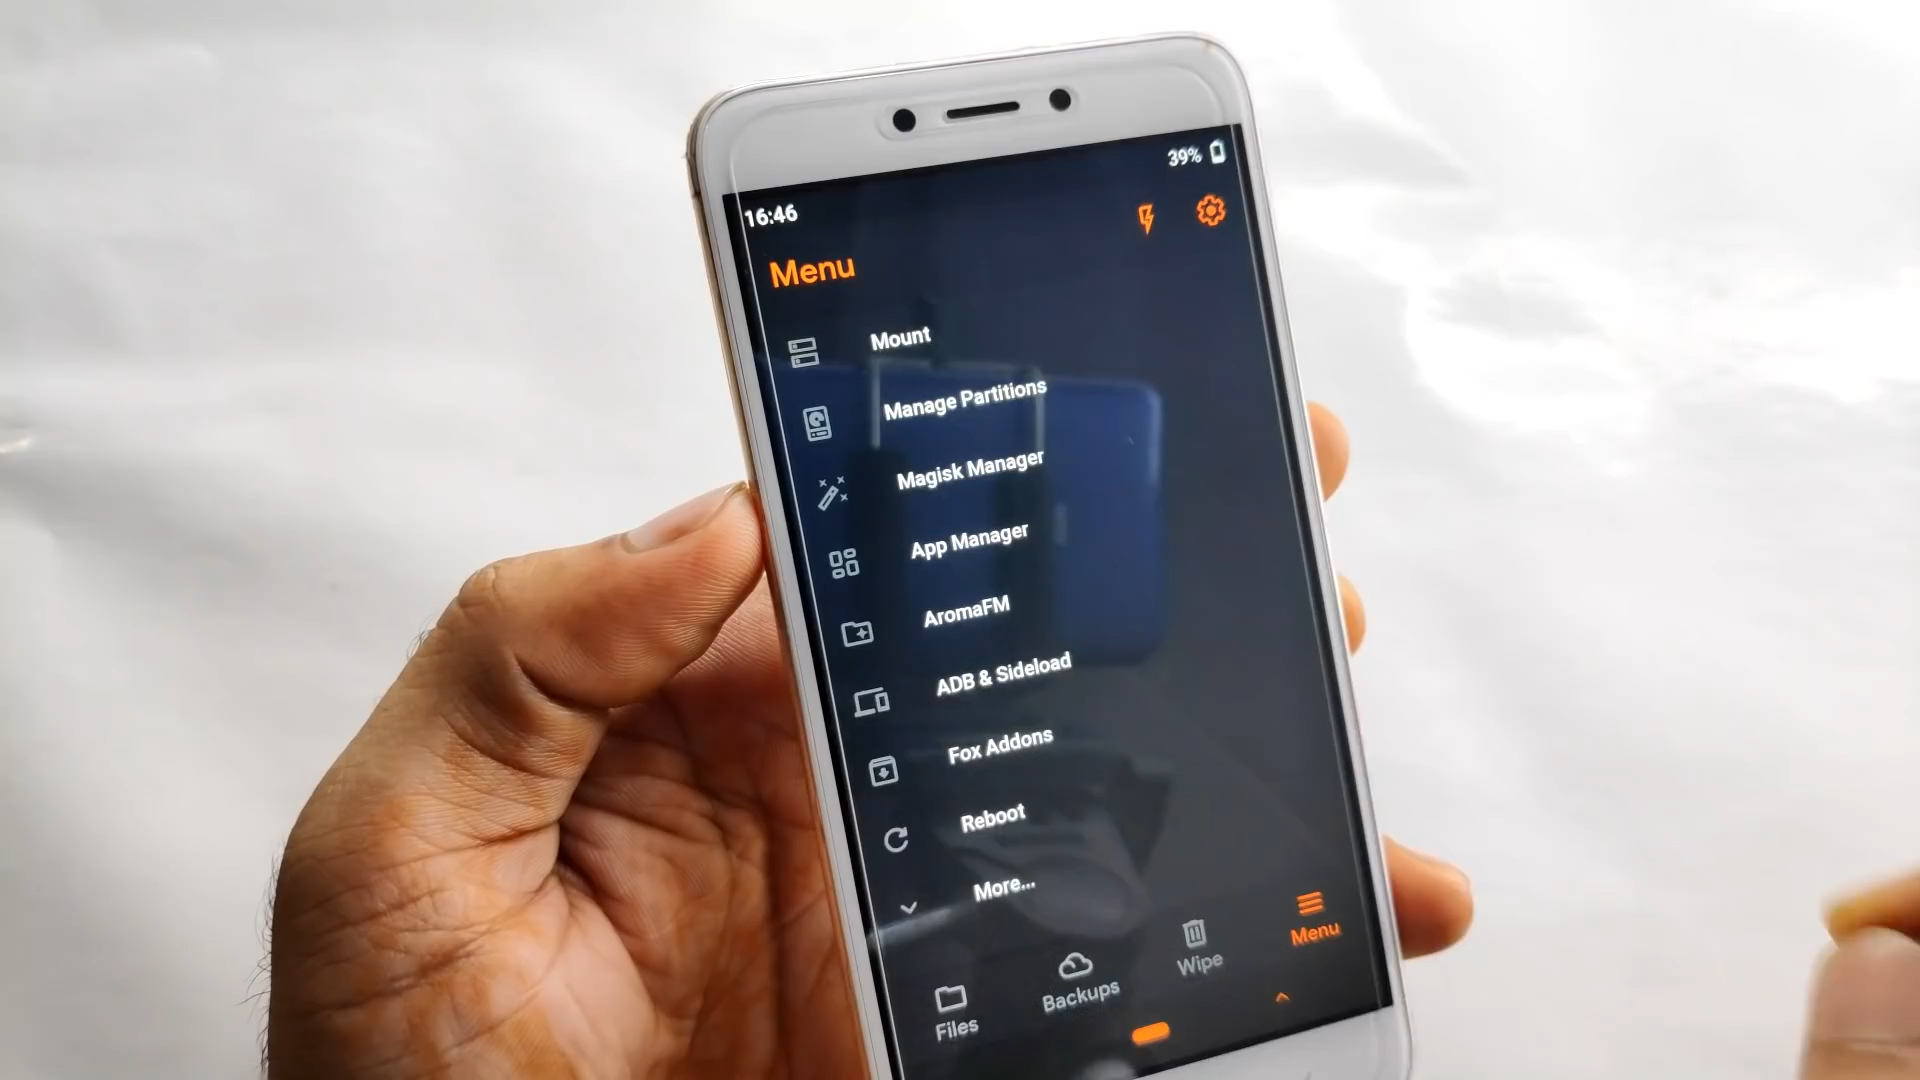 39%
16:46
Menu
Mount
Manage Partitions
Magisk Manager
App Manager
AromaFM
ADB & Sideload
Fox Addons
Reboot
More...
Files
Backups
Wipe
Menu